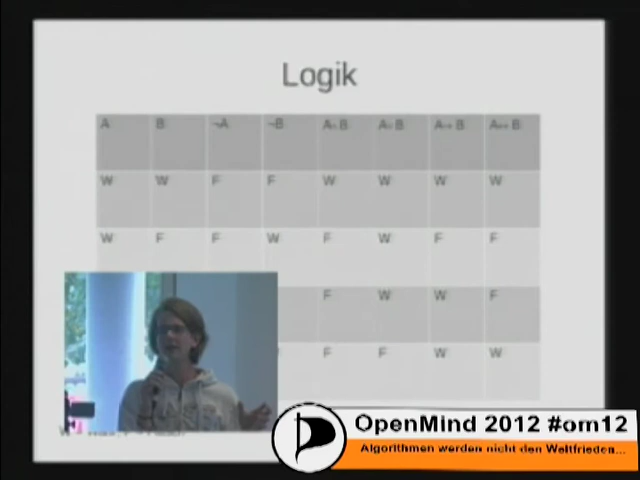 Logik
A B ¬A ¬B A∧B A∨B A→B A↔B
W W F F W W W W
W F F W F W F F
F W W F
F F W W
OpenMind 2012 #om12
Algorithmen werden nicht den Weltfrieden...